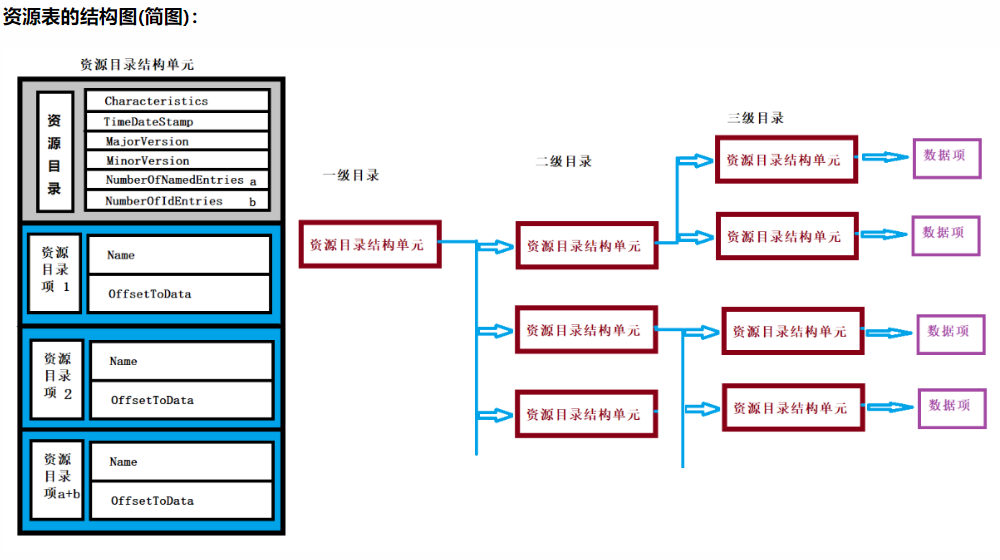 资源表的结构图(简图):
资源目录结构单元
资
源
目
录
Characteristics
TimeDateStamp
MajorVersion
MinorVersion
NumberOfNamedEntries a
NumberOfIdEntries b
资源
目录
项 1
Name
OffsetToData
资源
目录
项 2
Name
OffsetToData
资源
目录
项a+b
Name
OffsetToData
一级目录
资源目录结构单元
二级目录
资源目录结构单元
资源目录结构单元
资源目录结构单元
三级目录
资源目录结构单元
数据项
资源目录结构单元
数据项
资源目录结构单元
数据项
资源目录结构单元
数据项